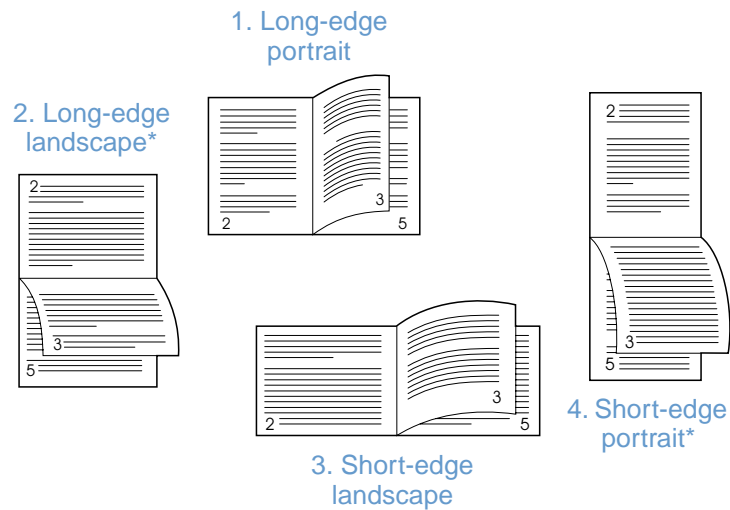 1. Long-edge
portrait
2. Long-edge
landscape*
2
3
5
2
3
5
2
3
5
2
3
5
3. Short-edge
landscape
4. Short-edge
portrait*